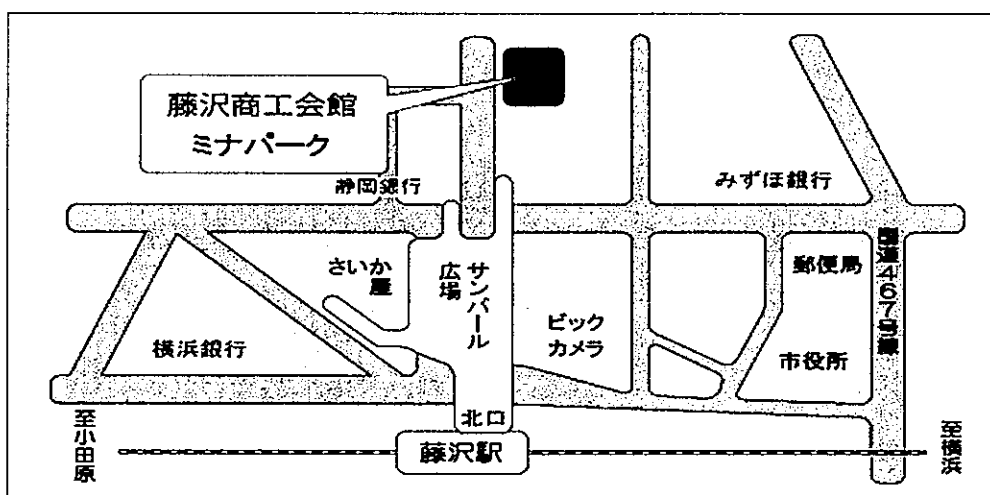 藤沢商工会館
ミナパーク
静岡銀行
みずほ銀行
さいか
屋
サンパール
広場
ビック
カメラ
郵便局
国道467号線
横浜銀行
市役所
北口
藤沢駅
至小田原
至横浜